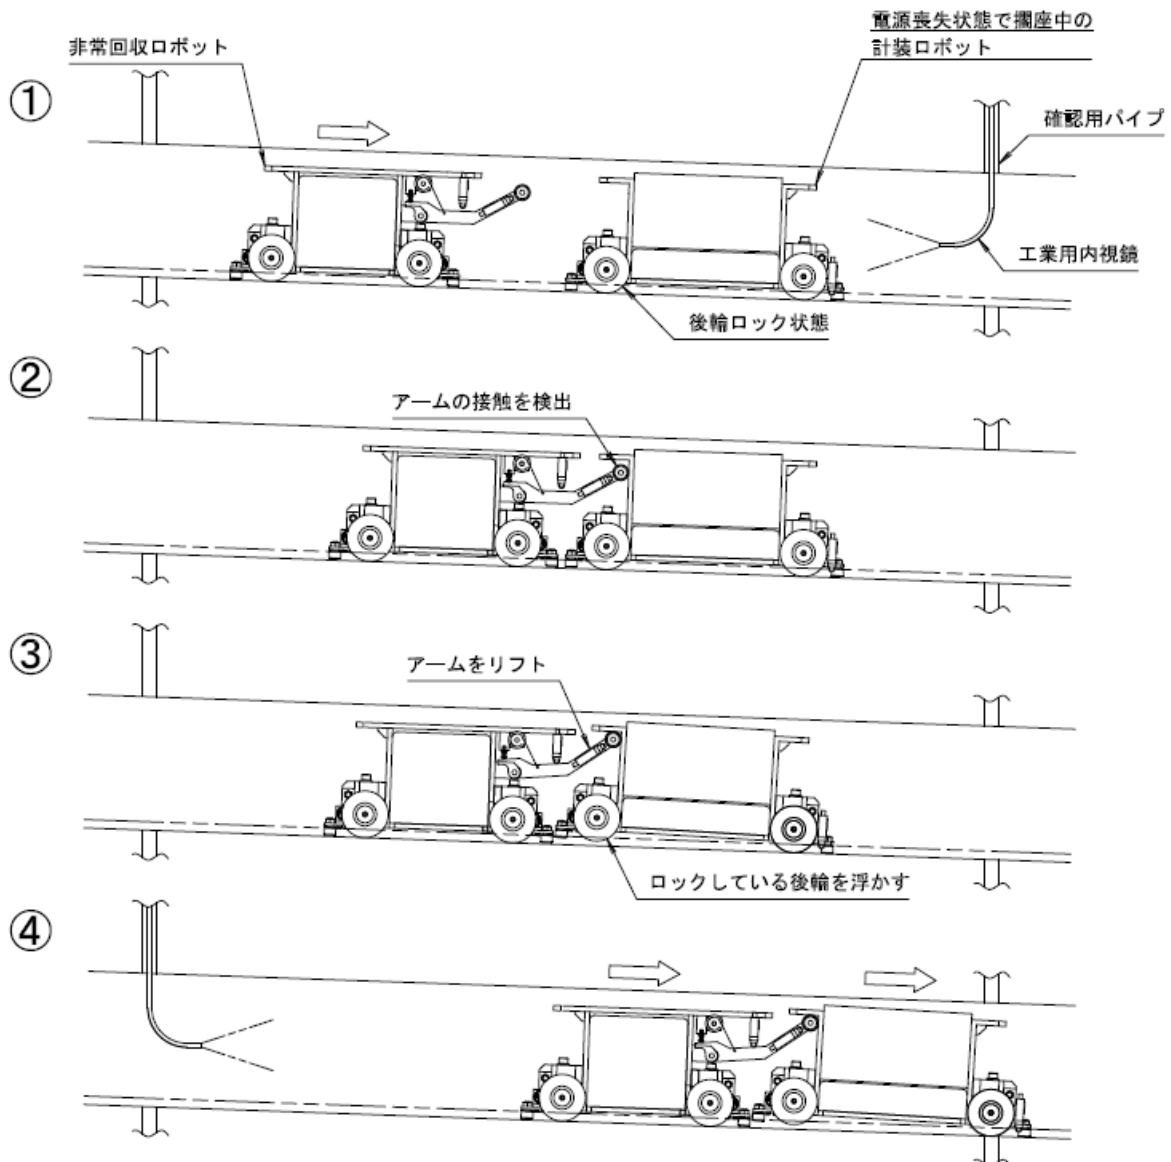 非常回収ロボット
電源喪失状態で擱座中の
計装ロボット
①
確認用パイプ
工業用内視鏡
後輪ロック状態
②
アームの接触を検出
③
アームをリフト
ロックしている後輪を浮かす
④